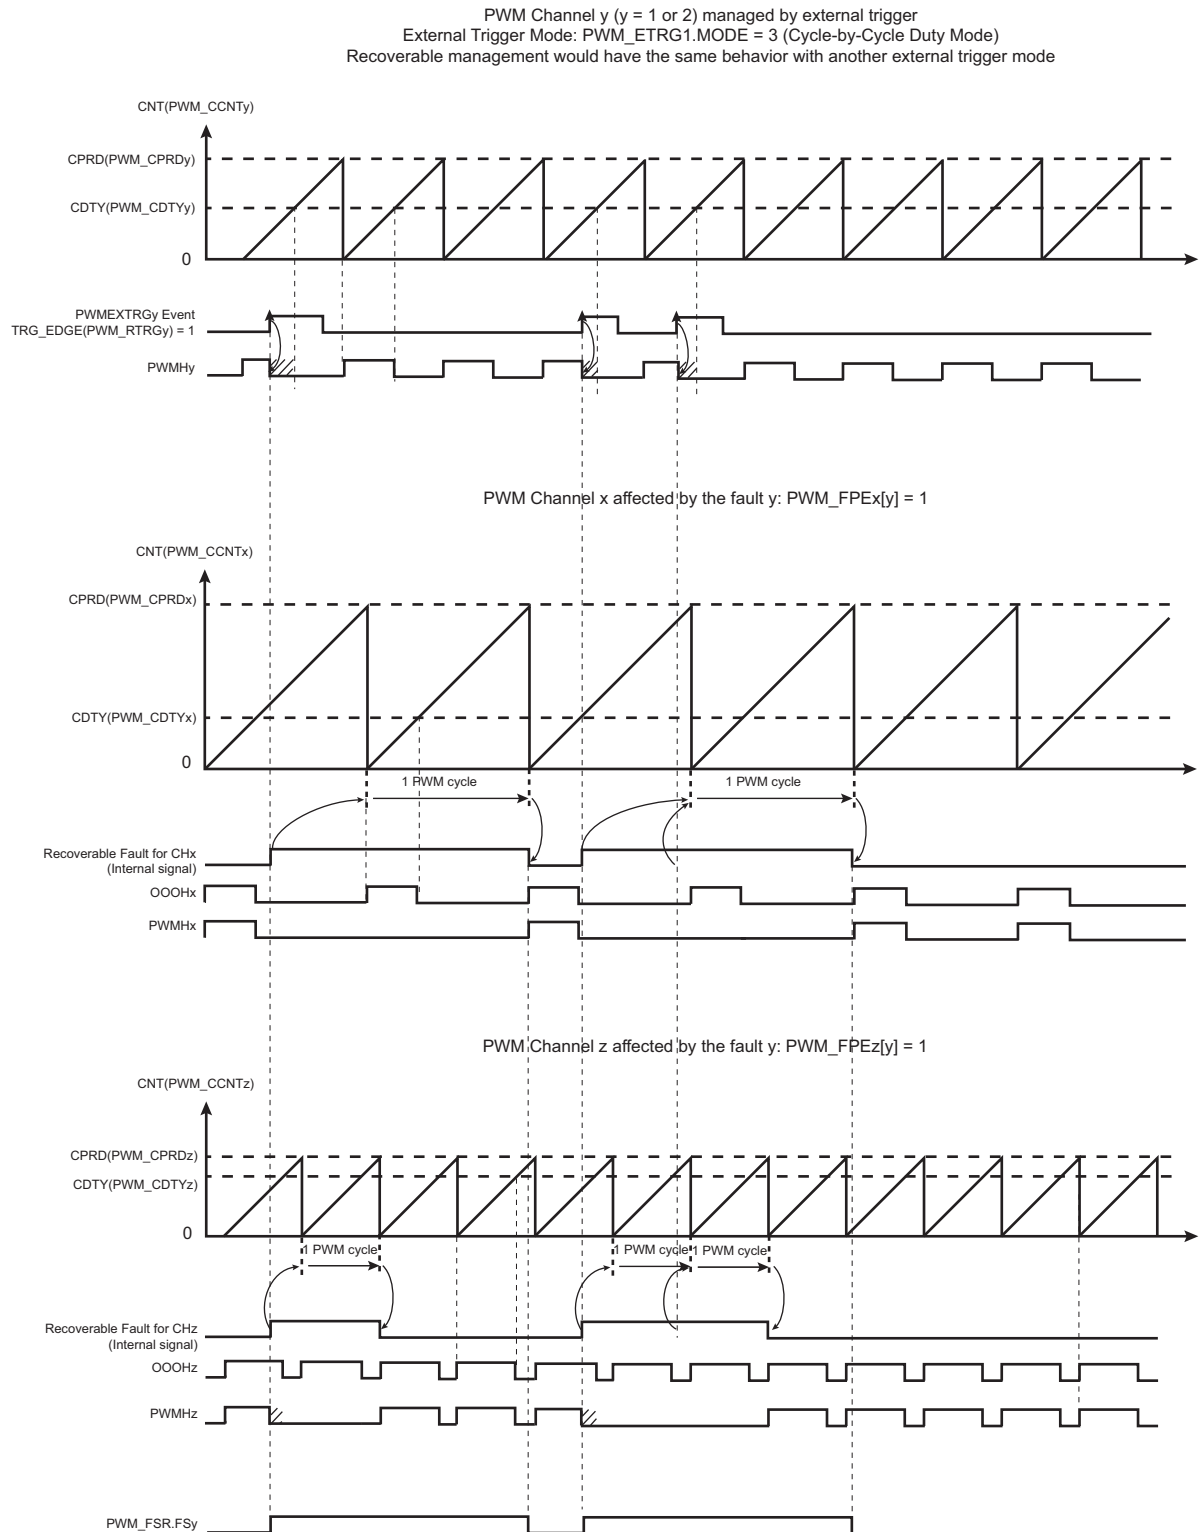 PWM Channel y (y = 1 or 2) managed by external trigger
External Trigger Mode: PWM_ETRG1.MODE = 3 (Cycle-by-Cycle Duty Mode)
Recoverable management would have the same behavior with another external trigger mode
CNT(PWM_CCNTy)
CPRD(PWM_CPRDy)
CDTY(PWM_CDTYy)
0
PWMEXTRGy Event
TRG_EDGE(PWM_RTRGy) = 1
PWMHy
PWM Channel x affected by the fault y: PWM_FPEx[y] = 1
CNT(PWM_CCNTx)
CPRD(PWM_CPRDx)
CDTY(PWM_CDTYx)
0
1 PWM cycle
1 PWM cycle
Recoverable Fault for CHx
(Internal signal)
OOOHx
PWMHx
PWM Channel z affected by the fault y: PWM_FPEz[y] = 1
CNT(PWM_CCNTz)
CPRD(PWM_CPRDz)
CDTY(PWM_CDTYz)
0
1 PWM cycle
1 PWM cycle
1 PWM cycle
Recoverable Fault for CHz
(Internal signal)
OOOHz
PWMHz
PWM_FSR.FSy